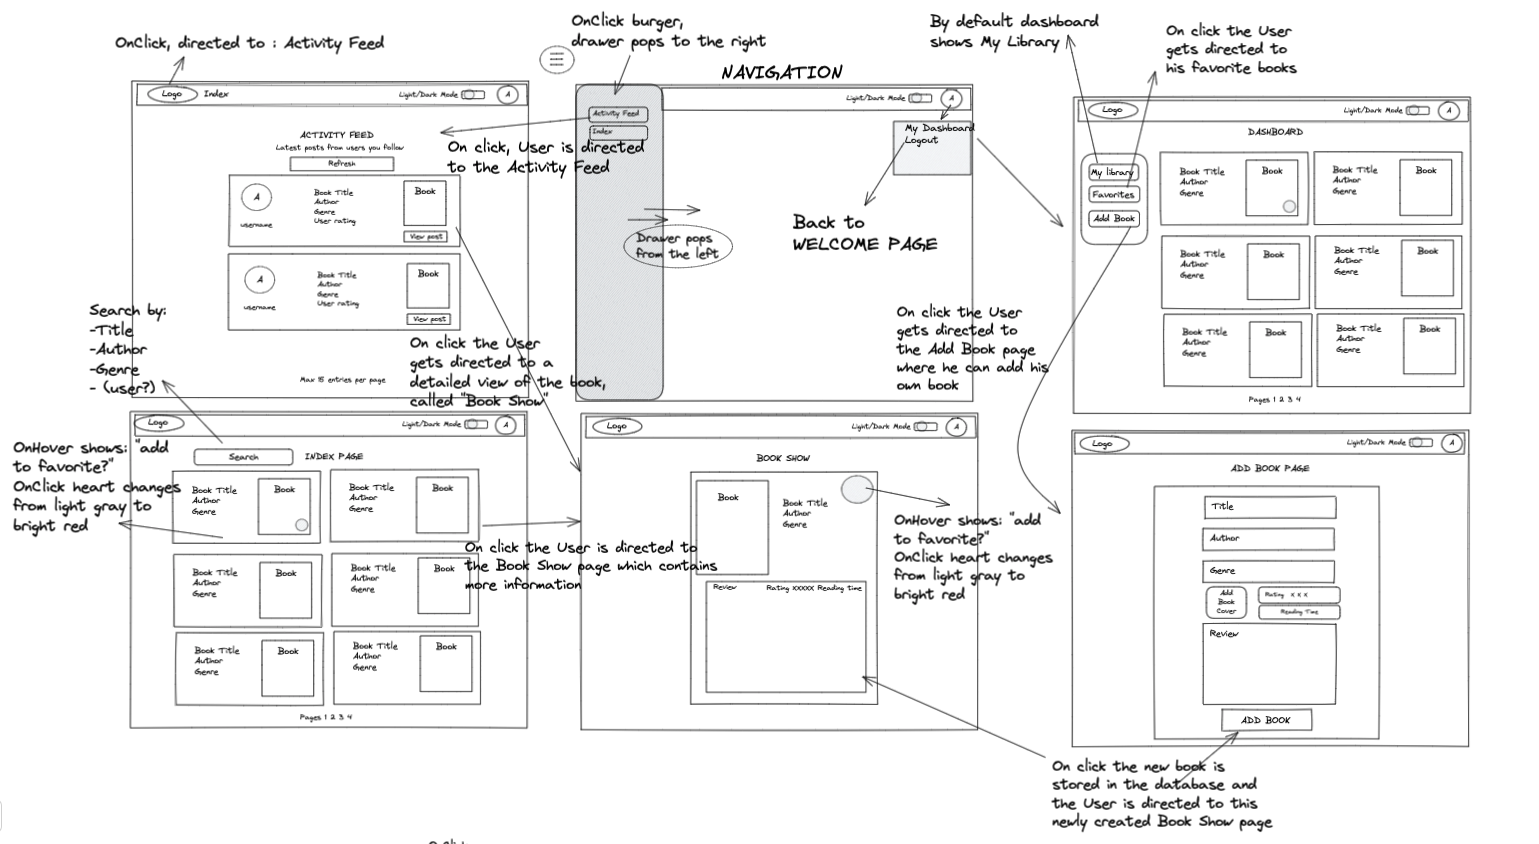 OnClick, directed to : Activity Feed
Logo
Index
Light/Dark Mode
A
ACTIVITY FEED
Latest posts from users you follow
Refresh
A
username
Book Title
Author
Genre
User rating
Book
View post
A
username
Book Title
Author
Genre
User rating
Book
View post
Max 15 entries per page
On click the User
gets directed to a
detailed view of the book,
called "Book Show"
OnClick burger,
drawer pops to the right
NAVIGATION
Activity Feed
Index
On click, User is directed
to the Activity Feed
Drawer pops
from the left
Light/Dark Mode
A
My Dashboard
Logout
Back to
WELCOME PAGE
By default dashboard
shows My Library
On click the User
gets directed to
his favorite books
Logo
Light/Dark Mode
A
DASHBOARD
My library
Favorites
Add Book
Book Title
Author
Genre
Book
Book Title
Author
Genre
Book
Book Title
Author
Genre
Book
Book Title
Author
Genre
Book
Book Title
Author
Genre
Book
Book Title
Author
Genre
Book
Pages 1 2 3 4
On click the User
gets directed to
the Add Book page
where he can add his
own book
Search by:
-Title
-Author
-Genre
- (user?)
OnHover shows: "add
to favorite?"
OnClick heart changes
from light gray to
bright red
Logo
Light/Dark Mode
A
Search
INDEX PAGE
Book Title
Author
Genre
Book
Book Title
Author
Genre
Book
Book Title
Author
Genre
Book
Book Title
Author
Genre
Book
Book Title
Author
Genre
Book
Book Title
Author
Genre
Book
Pages 1 2 3 4
On click the User is directed to
the Book Show page which contains
more information
Logo
Light/Dark Mode
A
BOOK SHOW
Book
Book Title
Author
Genre
Review
Rating XXXXX Reading time
OnHover shows: "add
to favorite?"
OnClick heart changes
from light gray to
bright red
Logo
Light/Dark Mode
A
ADD BOOK PAGE
Title
Author
Genre
Add
Book
Cover
Rating X X X
Reading Time
Review
ADD BOOK
On click the new book is
stored in the database and
the User is directed to this
newly created Book Show page